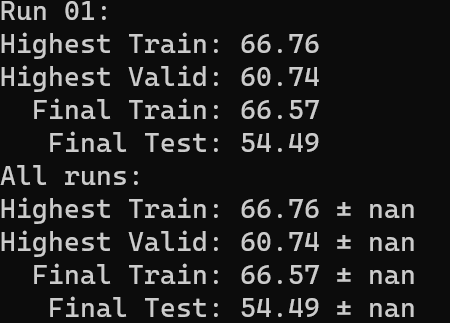 Run 01:
Highest Train: 66.76
Highest Valid: 60.74
  Final Train: 66.57
   Final Test: 54.49
All runs:
Highest Train: 66.76 ± nan
Highest Valid: 60.74 ± nan
  Final Train: 66.57 ± nan
   Final Test: 54.49 ± nan